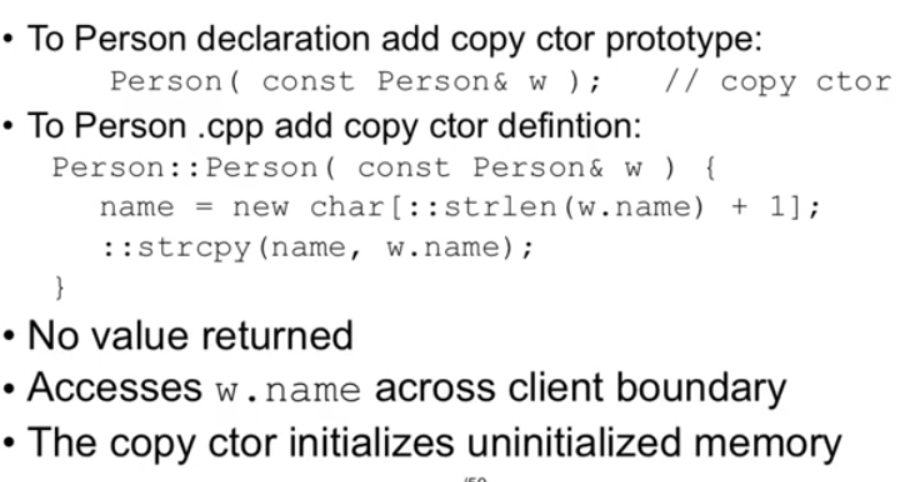 • To Person declaration add copy ctor prototype:
Person( const Person& w ); // copy ctor
• To Person .cpp add copy ctor defintion:
Person::Person( const Person& w ) {
name = new char[::strlen(w.name) + 1];
::strcpy(name, w.name);
}
• No value returned
• Accesses w.name across client boundary
• The copy ctor initializes uninitialized memory